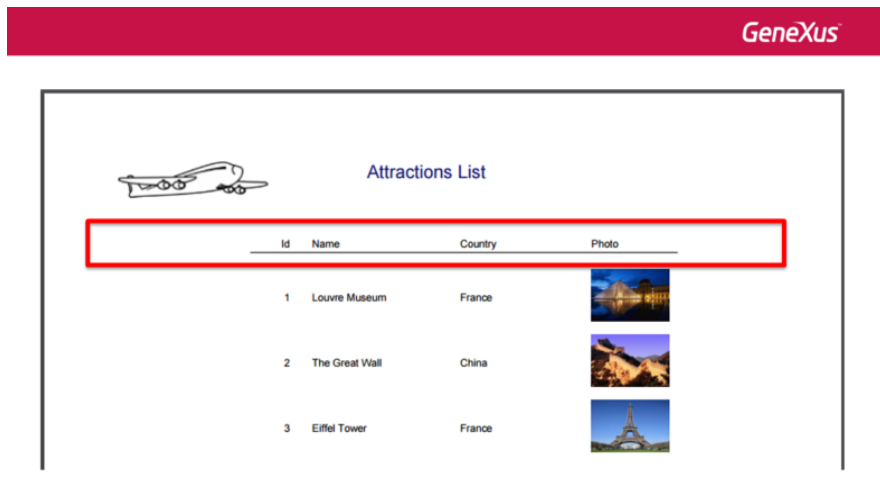 GeneXus
Attractions List
Id Name Country Photo
1 Louvre Museum France
2 The Great Wall China
3 Eiffel Tower France